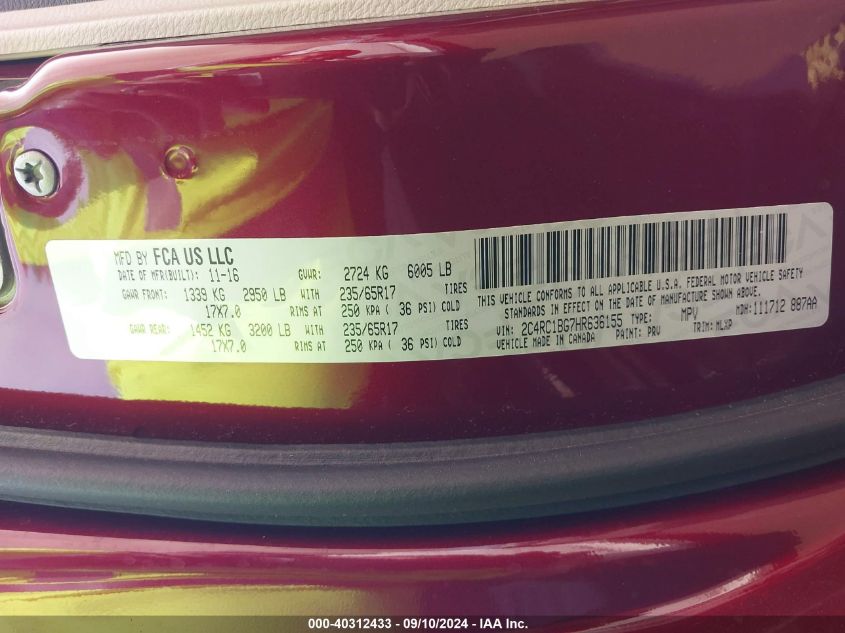 MFD BY FCA US LLC
DATE OF MFR(BUILT): 11-16 GVWR: 2724 KG 6005 LB
GAWR FRONT: 1339 KG 2950 LB WITH 235/65R17 TIRES
17X7.0 RIMS AT 250 KPA ( 36 PSI) COLD
GAWR REAR: 1452 KG 3200 LB WITH 235/65R17 TIRES
17X7.0 RIMS AT 250 KPA ( 36 PSI) COLD
THIS VEHICLE CONFORMS TO ALL APPLICABLE U.S.A. FEDERAL MOTOR VEHICLE SAFETY
STANDARDS IN EFFECT ON THE DATE OF MANUFACTURE SHOWN ABOVE.
VIN: 2C4RC1BG7HR636155 TYPE: MPV MDH:111712 887AA
VEHICLE MADE IN CANADA PAINT: PRV TRIM: MLXP
000-40312433 - 09/10/2024 - IAA Inc.